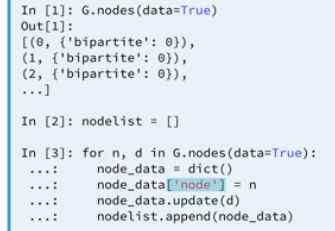 In [1]: G.nodes(data=True)
Out[1]:
[(0, {'bipartite': 0}),
(1, {'bipartite': 0}),
(2, {'bipartite': 0}),
...]
In [2]: nodelist = []
In [3]: for n, d in G.nodes(data=True):
...:     node_data = dict()
...:     node_data['node'] = n
...:     node_data.update(d)
...:     nodelist.append(node_data)